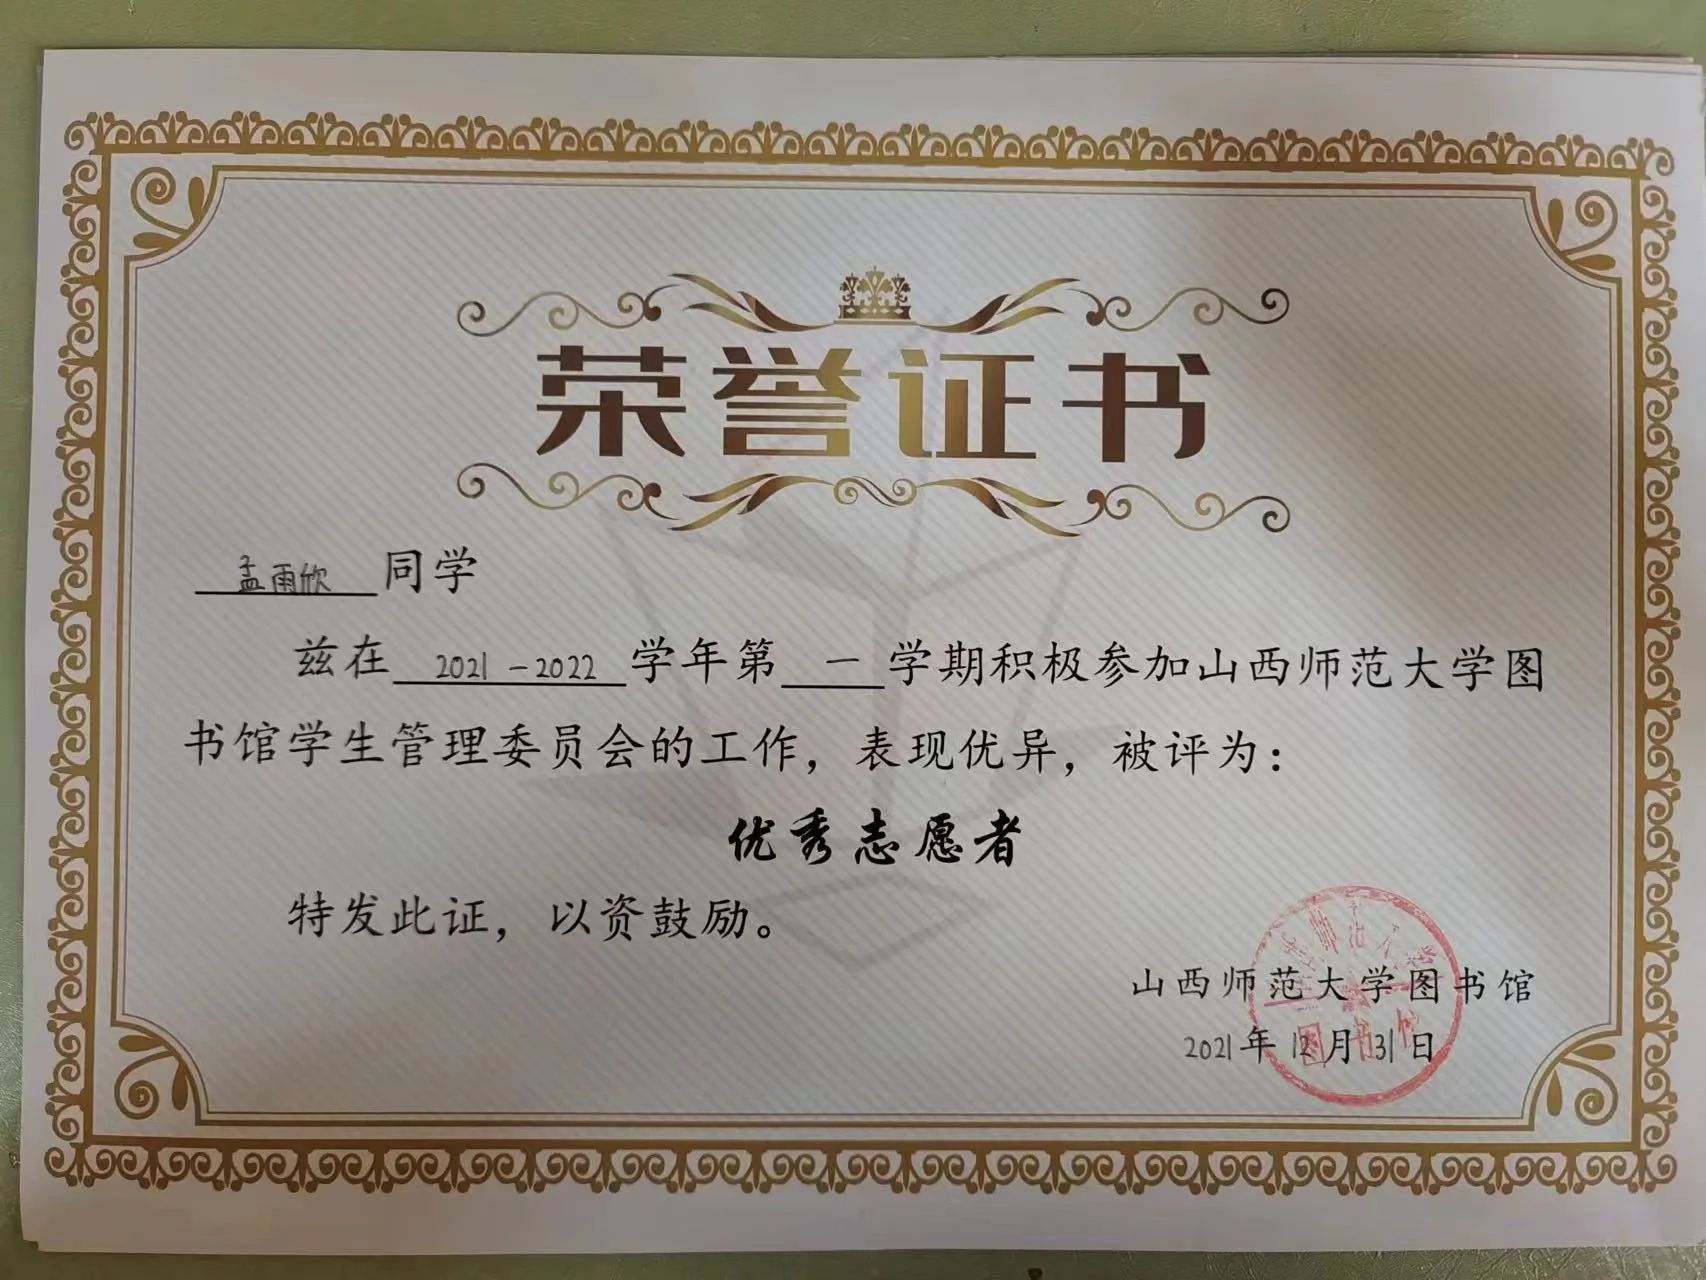 荣誉证书
孟雨欣同学
兹在 2021-2022 学年第 一 学期积极参加山西师范大学图
书馆学生管理委员会的工作，表现优异，被评为：
优秀志愿者
特发此证，以资鼓励。
山西师范大学图书馆
2021年12月31日
图书馆